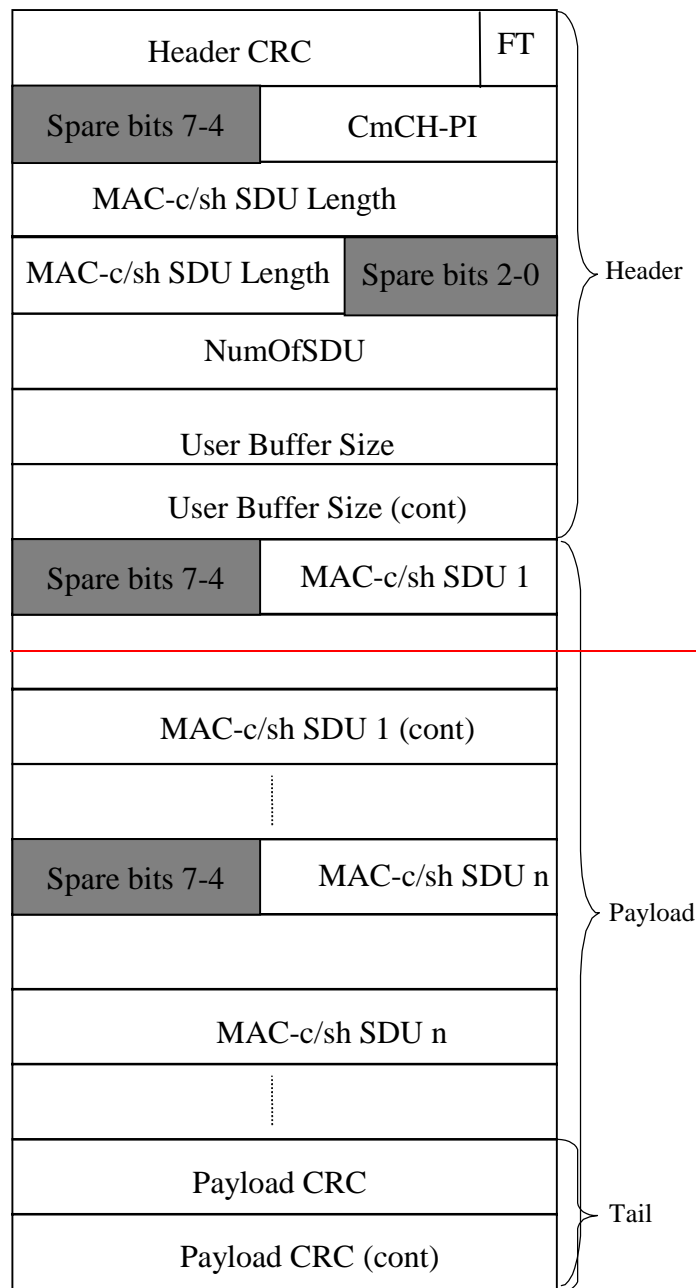 Header CRC FT
Spare bits 7-4 CmCH-PI
MAC-c/sh SDU Length
MAC-c/sh SDU Length Spare bits 2-0
Header
NumOfSDU
User Buffer Size
User Buffer Size (cont)
Spare bits 7-4 MAC-c/sh SDU 1
MAC-c/sh SDU 1 (cont)
Spare bits 7-4 MAC-c/sh SDU n
Payload
MAC-c/sh SDU n
Payload CRC
Tail
Payload CRC (cont)